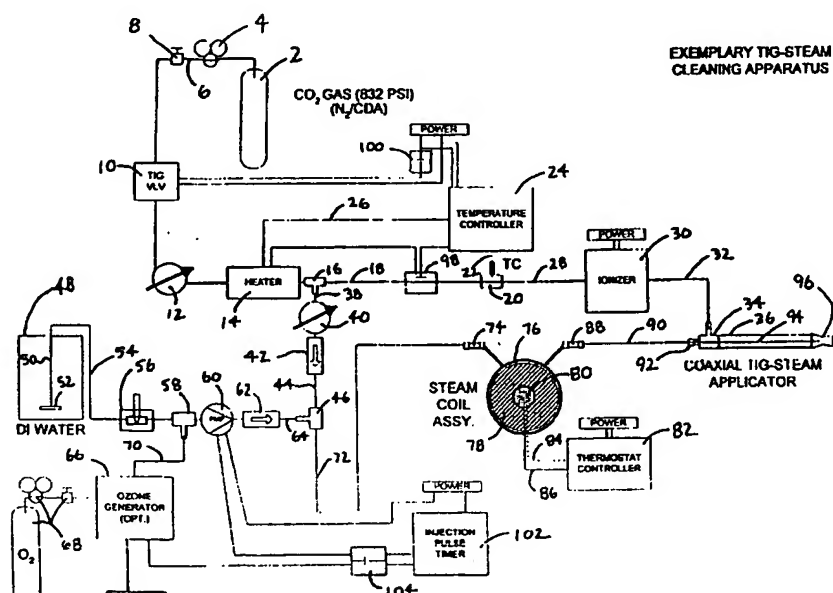 EXEMPLARY TIG-STEAM
CLEANING APPARATUS
8
4
2
6
CO₂ GAS (832 PSI)
(N₂/CDA)
POWER
100
10
TIG
VLV
24
26
TEMPERATURE
CONTROLLER
POWER
30
IONIZER
32
HEATER
14
12
16
18
98
22
TC
20
28
38
40
34
36
94
96
92
COAXIAL TIG-STEAM
APPLICATOR
48
50
52
DI WATER
54
56
58
60
PUMP
62
64
42
44
46
72
74
76
88
90
80
78
STEAM
COIL
ASSY.
84
86
POWER
82
THERMOSTAT
CONTROLLER
70
66
OZONE
GENERATOR
(OPT.)
68
O₂
POWER
INJECTION
PULSE
TIMER
102
104